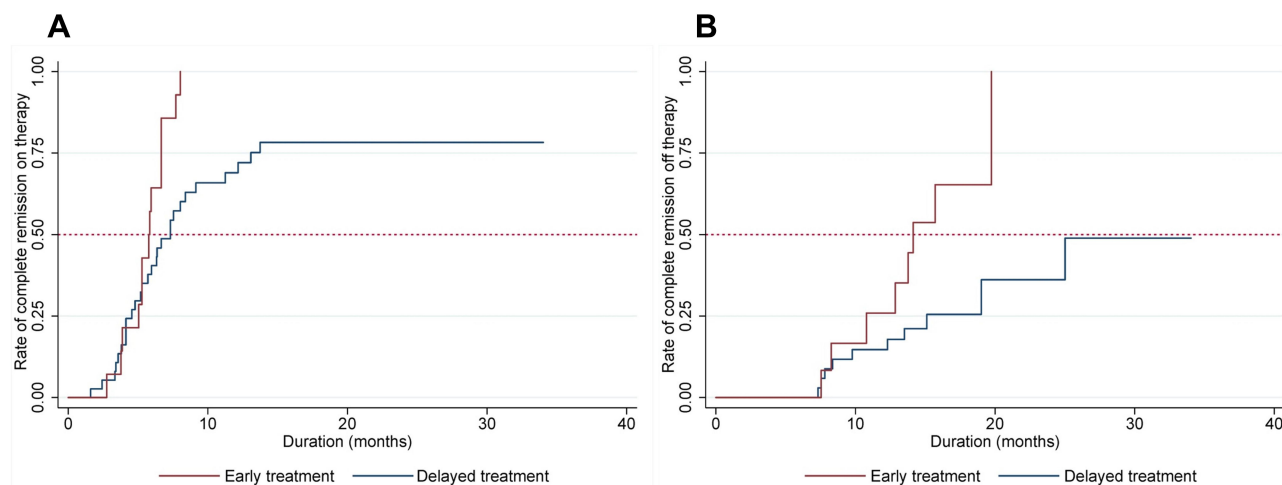 A
Rate of complete remission on therapy
1.00
0.75
0.50
0.25
0.00
0 10 20 30 40
Duration (months)
Early treatment Delayed treatment
B
Rate of complete remission off therapy
1.00
0.75
0.50
0.25
0.00
0 10 20 30 40
Duration (months)
Early treatment Delayed treatment